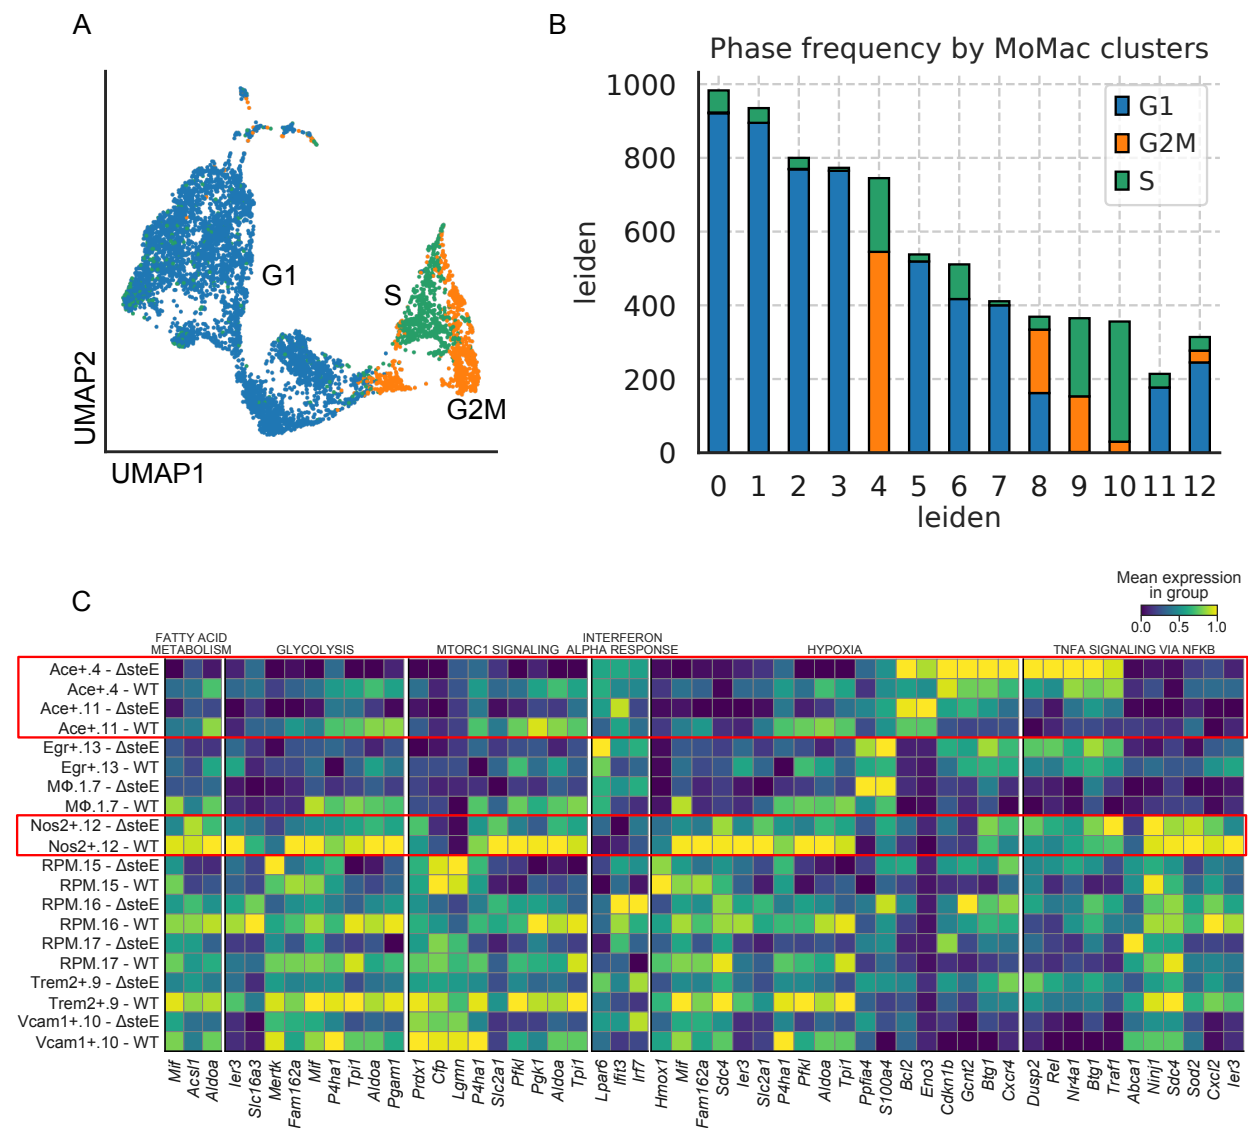 A
UMAP2
UMAP1
G1
S
G2M
B
Phase frequency by MoMac clusters
leiden
1000
800
600
400
200
0
G1
G2M
S
0 1 2 3 4 5 6 7 8 9 10 11 12
leiden
C
Mean expression
in group
0.0 0.5 1.0
FATTY ACID
METABOLISM
GLYCOLYSIS
MTORC1 SIGNALING
INTERFERON
ALPHA RESPONSE
HYPOXIA
TNFA SIGNALING VIA NFKB
Ace+.4 - ΔsteE
Ace+.4 - WT
Ace+.11 - ΔsteE
Ace+.11 - WT
Egr+.13 - ΔsteE
Egr+.13 - WT
MΦ.1.7 - ΔsteE
MΦ.1.7 - WT
Nos2+.12 - ΔsteE
Nos2+.12 - WT
RPM.15 - ΔsteE
RPM.15 - WT
RPM.16 - ΔsteE
RPM.16 - WT
RPM.17 - ΔsteE
RPM.17 - WT
Trem2+.9 - ΔsteE
Trem2+.9 - WT
Vcam1+.10 - ΔsteE
Vcam1+.10 - WT
Mif
Acsl1
Aldoa
Ier3
Slc16a3
Mertk
Fam162a
Mif
P4ha1
Tpi1
Aldoa
Pgam1
Prdx1
Cfp
Lgmn
P4ha1
Slc2a1
Pfkl
Pgk1
Aldoa
Tpi1
Lpar6
Ifit3
Irf7
Hmox1
Mif
Fam162a
Sdc4
Ier3
Slc2a1
P4ha1
Pfkl
Aldoa
Tpi1
Ppfia4
S100a4
Bcl2
Eno3
Cdkn1b
Gcnt2
Btg1
Cxcr4
Dusp2
Rel
Nr4a1
Btg1
Traf1
Abca1
Ninj1
Sdc4
Sod2
Cxcl2
Ier3